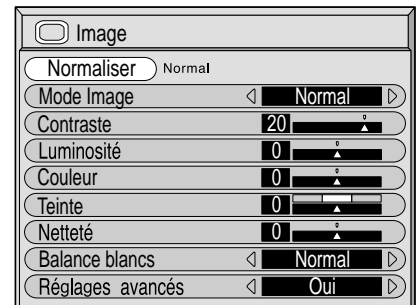 Image
Normaliser Normal
Mode Image Normal
Contraste 20
Luminosité 0
Couleur 0
Teinte 0
Netteté 0
Balance blancs Normal
Réglages avancés Oui